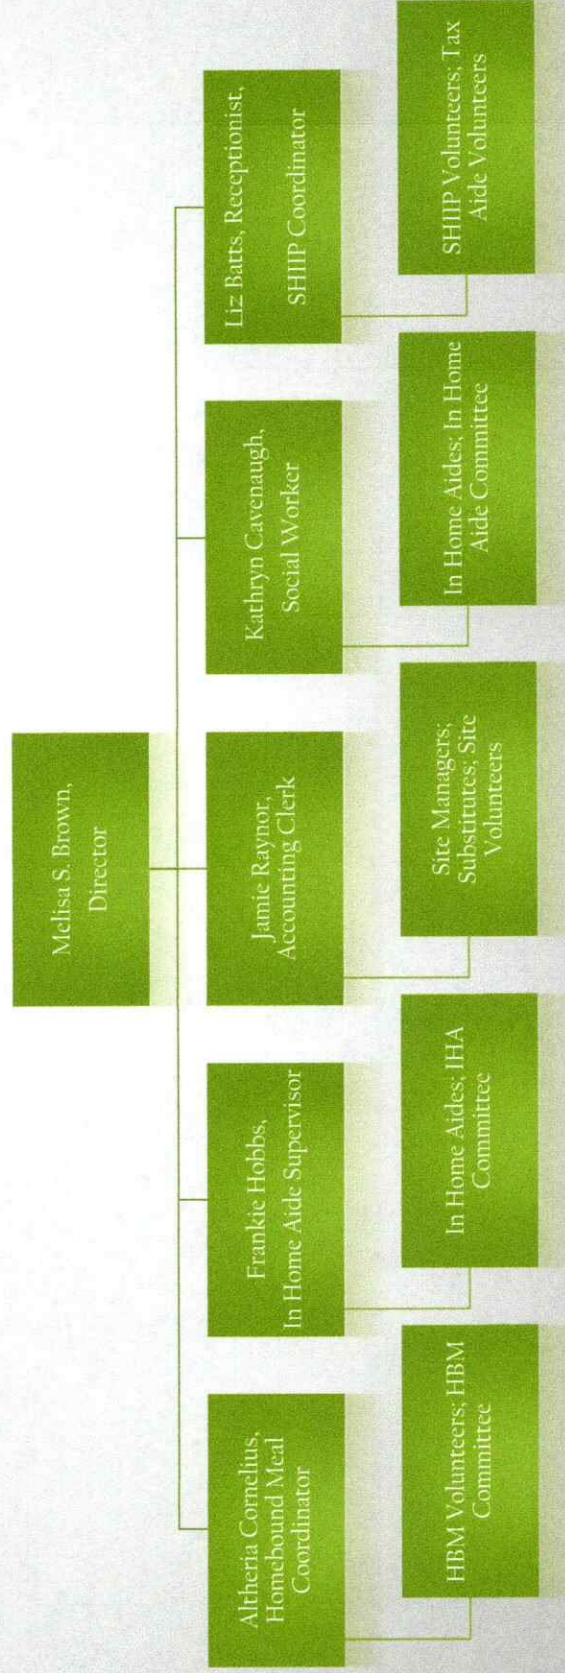 Melisa S. Brown,
Director
Altheria Cornelius,
Homebound Meal
Coordinator
Frankie Hobbs,
In Home Aide Supervisor
Jamie Raynor,
Accounting Clerk
Kathryn Cavenaugh,
Social Worker
Liz Batts, Receptionist,
SHIIP Coordinator
HBM Volunteers; HBM
Committee
In Home Aides; IHA
Committee
Site Managers;
Substitutes; Site
Volunteers
In Home Aides; In Home
Aide Committee
SHIIP Volunteers; Tax
Aide Volunteers